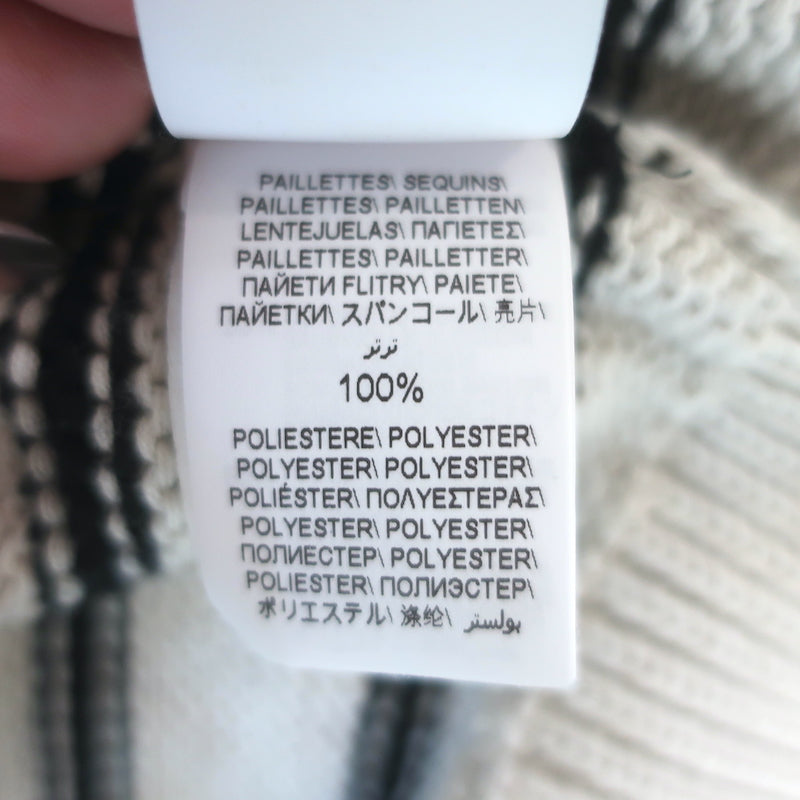 PAILLETTES\ SEQUINS\
PAILLETTES\ PAILLETTEN\
LENTEJUELAS\ ΠΑΓΙΕΤΕΣ\
PAILLETTES\ PAILLETTER\
ПАЙЕТИ FLITRY\ PAIETE\
ПАЙЕТКИ\ スパンコール\ 亮片\
ترتر
100%
POLIESTERE\ POLYESTER\
POLYESTER\ POLYESTER\
POLIÉSTER\ ΠΟΛΥΕΣΤΕΡΑΣ\
POLYESTER\ POLYESTER\
ПОЛИЕСТЕР\ POLYESTER\
POLIESTER\ ПОЛИЭСТЕР\
ポリエステル\ 涤纶\ بولستر